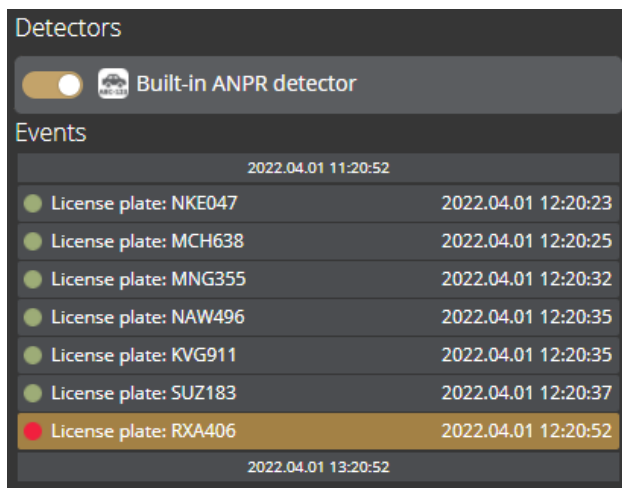 Detectors
ABC-123 Built-in ANPR detector
Events
2022.04.01 11:20:52
License plate: NKE047 2022.04.01 12:20:23
License plate: MCH638 2022.04.01 12:20:25
License plate: MNG355 2022.04.01 12:20:32
License plate: NAW496 2022.04.01 12:20:35
License plate: KVG911 2022.04.01 12:20:35
License plate: SUZ183 2022.04.01 12:20:37
License plate: RXA406 2022.04.01 12:20:52
2022.04.01 13:20:52